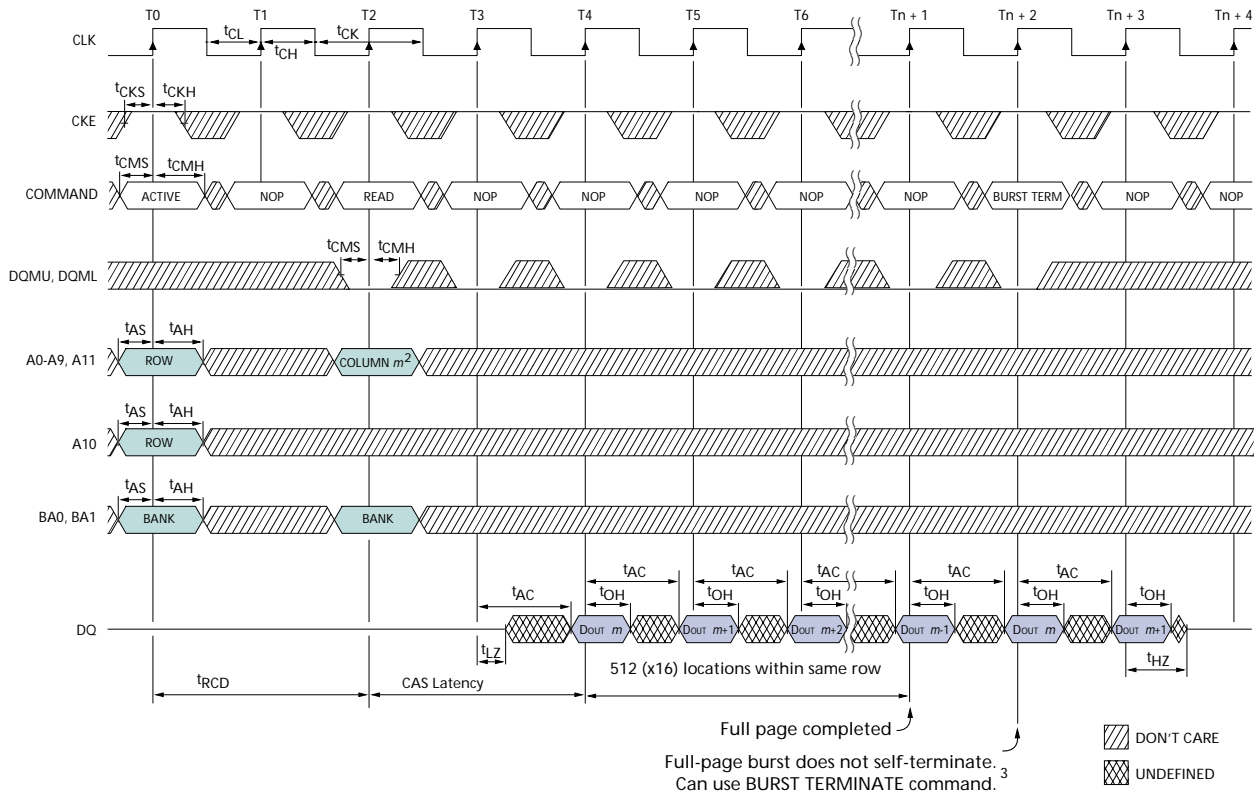 T0 T1 T2 T3 T4 T5 T6 Tn + 1 Tn + 2 Tn + 3 Tn + 4
CLK
tCL tCK
tCH
tCKS tCKH
CKE
tCMS tCMH
COMMAND ACTIVE NOP READ NOP NOP NOP NOP NOP BURST TERM NOP NOP
tCMS tCMH
DQMU, DQML
tAS tAH
A0-A9, A11 ROW COLUMN m2
tAS tAH
A10 ROW
tAS tAH
BA0, BA1 BANK BANK
tAC tAC tAC tAC tAC tAC
tOH tOH tOH tOH tOH tOH
DQ DOUT m DOUT m+1 DOUT m+2 DOUT m-1 DOUT m DOUT m+1
tLZ tHZ
512 (x16) locations within same row
tRCD CAS Latency
Full page completed
DON'T CARE
Full-page burst does not self-terminate.
Can use BURST TERMINATE command. 3
UNDEFINED